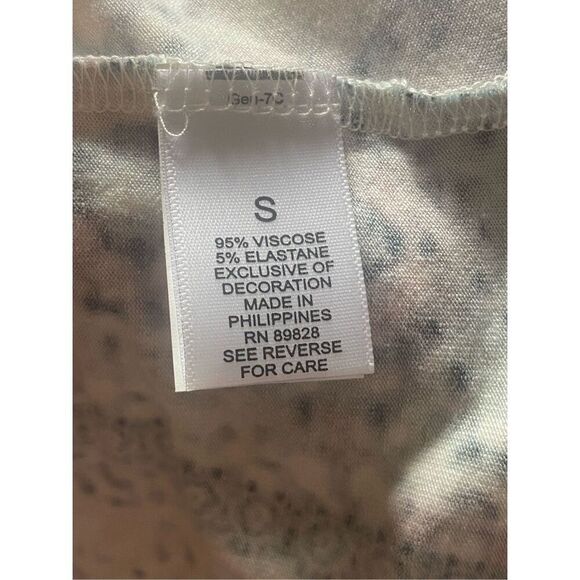 S
95% VISCOSE
5% ELASTANE
EXCLUSIVE OF
DECORATION
MADE IN
PHILIPPINES
RN 89828
SEE REVERSE
FOR CARE